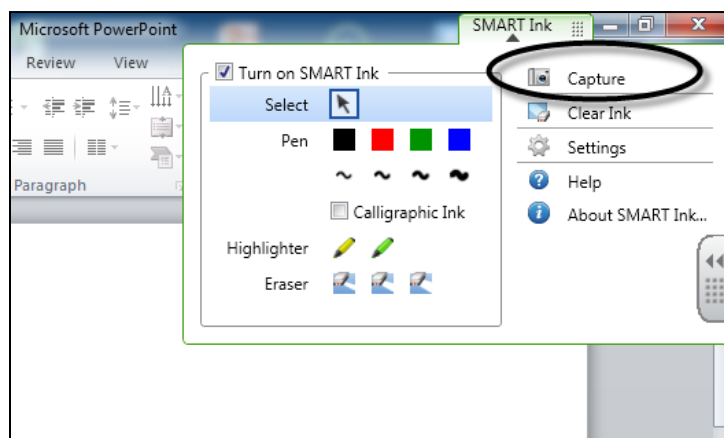 Microsoft PowerPoint
SMART Ink
Review View
Paragraph
Turn on SMART Ink
Select
Pen
Calligraphic Ink
Highlighter
Eraser
Capture
Clear Ink
Settings
Help
About SMART Ink...